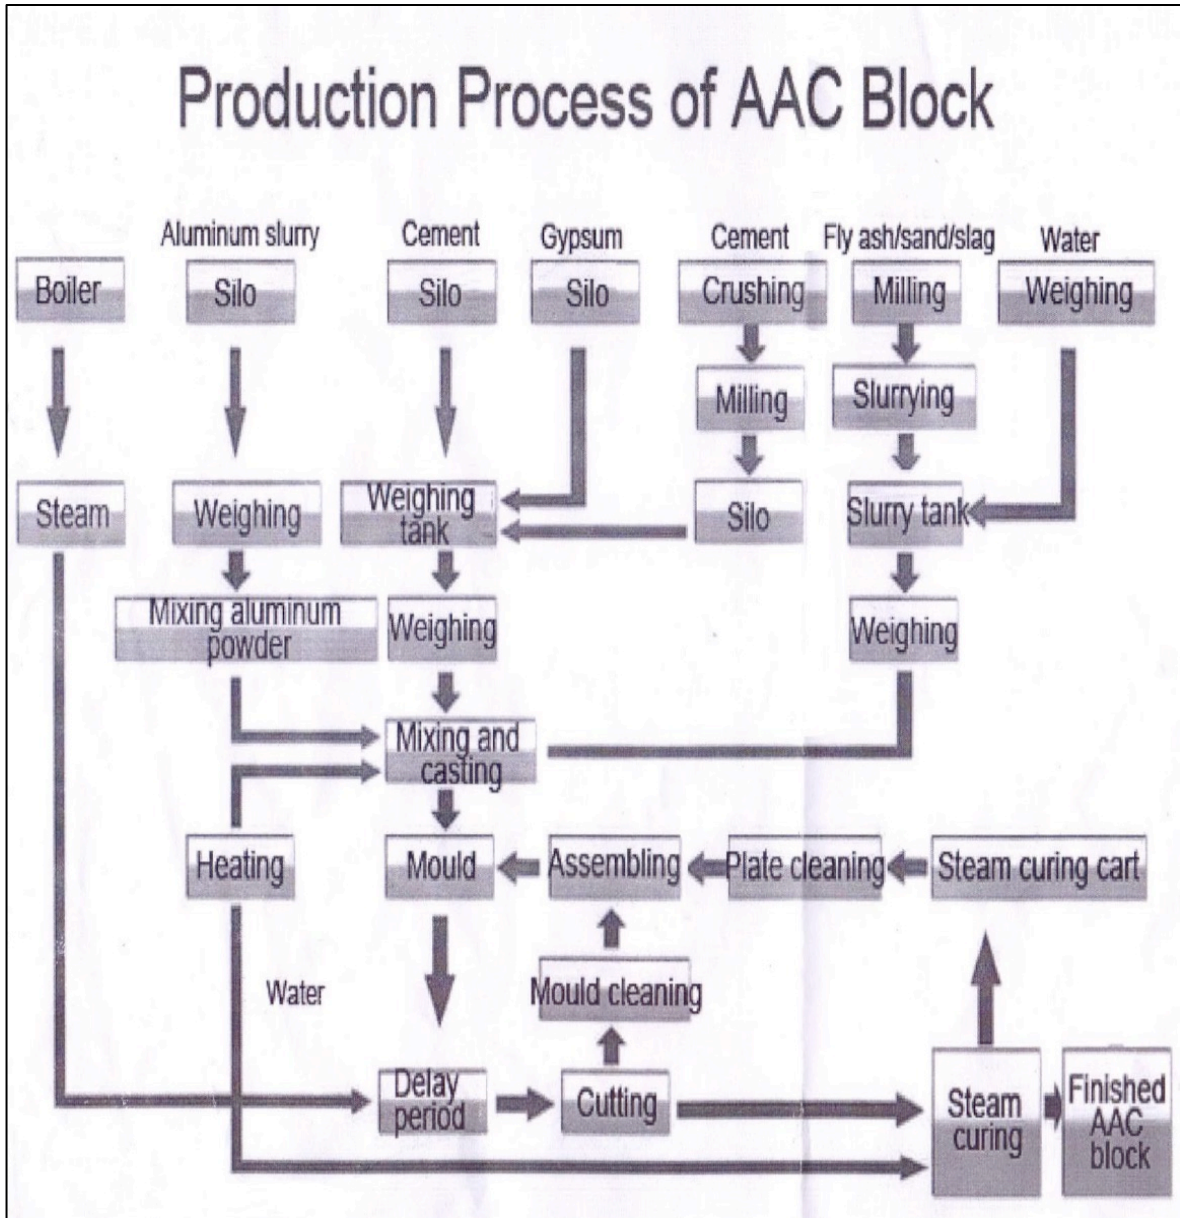 Production Process of AAC Block
Aluminum slurry
Cement
Gypsum
Cement
Fly ash/sand/slag
Water
Boiler
Silo
Silo
Silo
Crushing
Milling
Weighing
Milling
Slurrying
Steam
Weighing
Weighing
tank
Silo
Slurry tank
Mixing aluminum
powder
Weighing
Weighing
Mixing and
casting
Heating
Mould
Assembling
Plate cleaning
Steam curing cart
Water
Mould cleaning
Delay
period
Cutting
Steam
curing
Finished
AAC
block